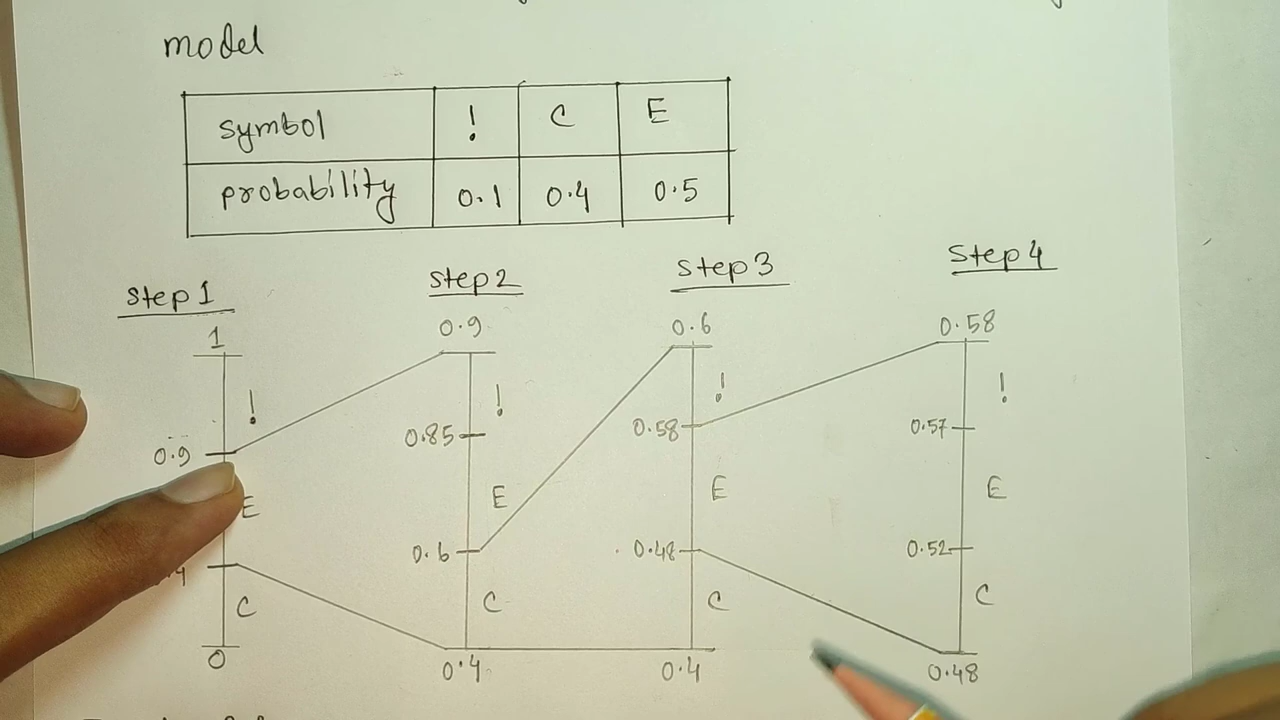 model
symbol ! C E
probability 0.1 0.4 0.5
Step 1 Step 2 Step 3 Step 4
1 0.9 0.6 0.58
! ! ! !
0.9 0.85 0.58 0.57
E E E E
0.6 0.48 0.52
C C C C
0 0.4 0.4 0.48